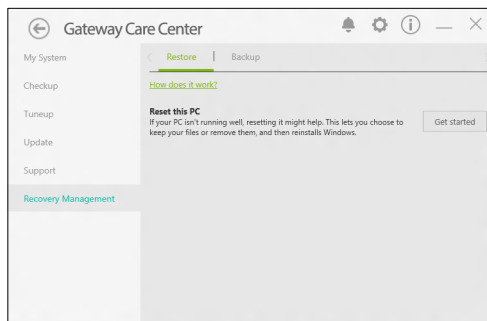 Gateway Care Center
My System
Restore
Backup
Checkup
How does it work?
Tuneup
Reset this PC
If your PC isn't running well, resetting it might help. This lets you choose to
keep your files or remove them, and then reinstalls Windows.
Get started
Update
Support
Recovery Management